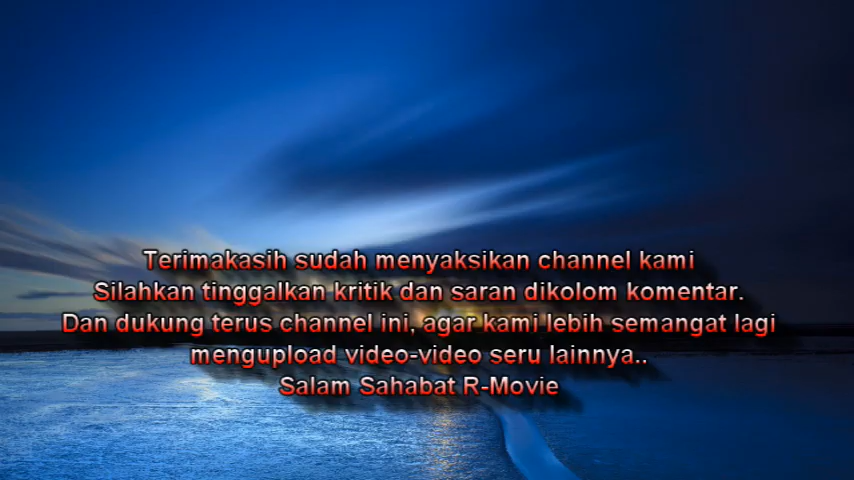 Terimakasih sudah menyaksikan channel kami
Silahkan tinggalkan kritik dan saran dikolom komentar.
Dan dukung terus channel ini, agar kami lebih semangat lagi
mengupload video-video seru lainnya..
Salam Sahabat R-Movie